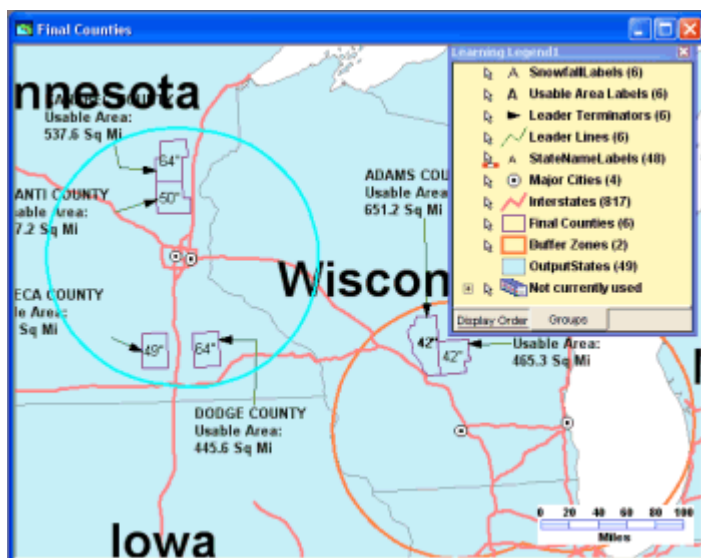 Final Counties
nnesota
COUNTY
Usable Area:
537.6 Sq Mi
64"
50"
ANTI COUNTY
sable Area:
7.2 Sq Mi
ECA COUNTY
le Area:
Sq Mi
49"
64"
DODGE COUNTY
Usable Area:
445.6 Sq Mi
ADAMS COU
Usable Area:
651.2 Sq Mi
Wiscon
42"
42"
Usable Area:
465.3 Sq Mi
Iowa
Learning Legend1
SnowfallLabels (6)
A Usable Area Labels (6)
Leader Terminators (6)
Leader Lines (6)
A StateNameLabels (48)
Major Cities (4)
Interstates (817)
Final Counties (6)
Buffer Zones (2)
OutputStates (49)
Not currently used
Display Order Groups
0 20 40 60 80 100
Miles